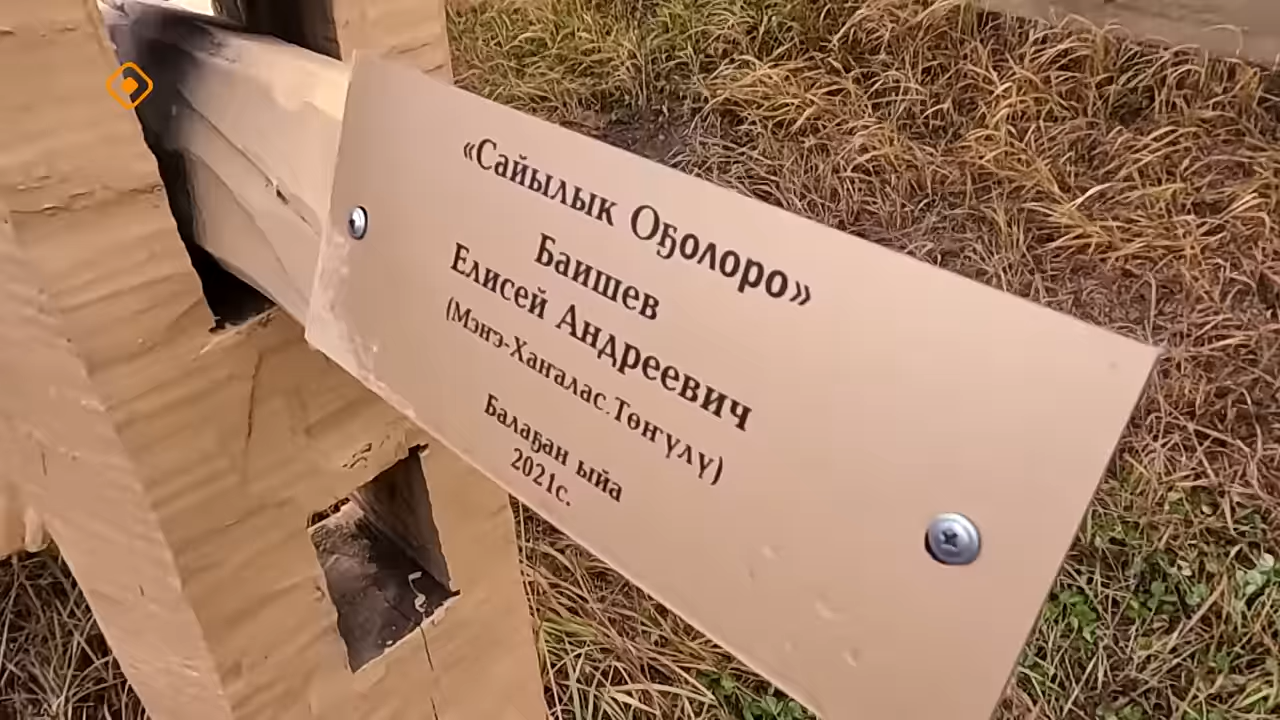 «Сайылык Оҕолоро»
Баишев
Елисей Андреевич
(Мэҥэ-Хаҥалас.Төҥүлү)
Балаҕан ыйа
2021с.